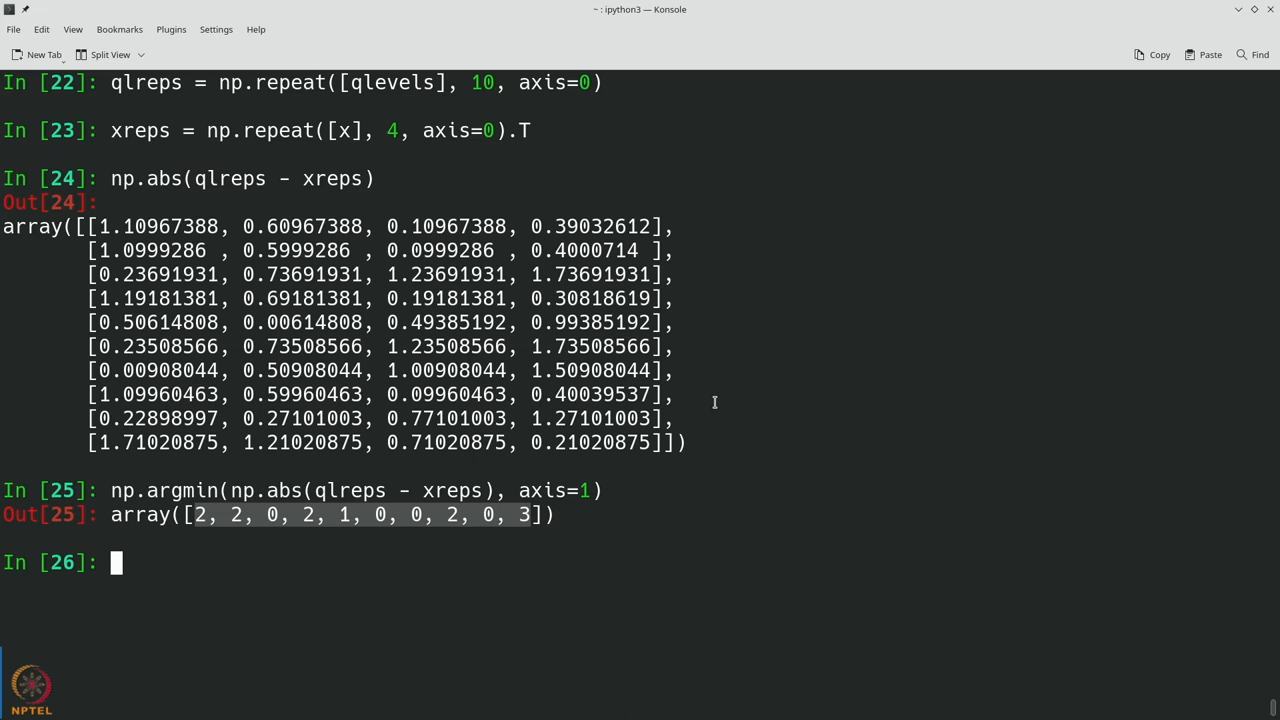 ~ : ipython3 — Konsole
File Edit View Bookmarks Plugins Settings Help
New Tab Split View Copy Paste Find
In [22]: qlreps = np.repeat([qlevels], 10, axis=0)
In [23]: xreps = np.repeat([x], 4, axis=0).T
In [24]: np.abs(qlreps - xreps)
Out[24]:
array([[1.10967388, 0.60967388, 0.10967388, 0.39032612],
[1.0999286 , 0.5999286 , 0.0999286 , 0.4000714 ],
[0.23691931, 0.73691931, 1.23691931, 1.73691931],
[1.19181381, 0.69181381, 0.19181381, 0.30818619],
[0.50614808, 0.00614808, 0.49385192, 0.99385192],
[0.23508566, 0.73508566, 1.23508566, 1.73508566],
[0.00908044, 0.50908044, 1.00908044, 1.50908044],
[1.09960463, 0.59960463, 0.09960463, 0.40039537],
[0.22898997, 0.27101003, 0.77101003, 1.27101003],
[1.71020875, 1.21020875, 0.71020875, 0.21020875]])
In [25]: np.argmin(np.abs(qlreps - xreps), axis=1)
Out[25]: array([2, 2, 0, 2, 1, 0, 0, 2, 0, 3])
In [26]:
NPTEL